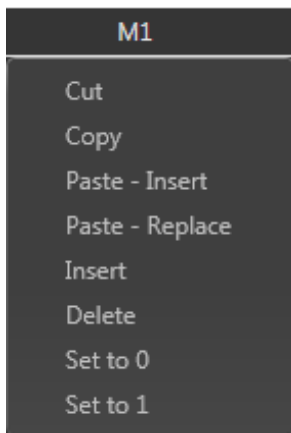 M1
Cut
Copy
Paste - Insert
Paste - Replace
Insert
Delete
Set to 0
Set to 1